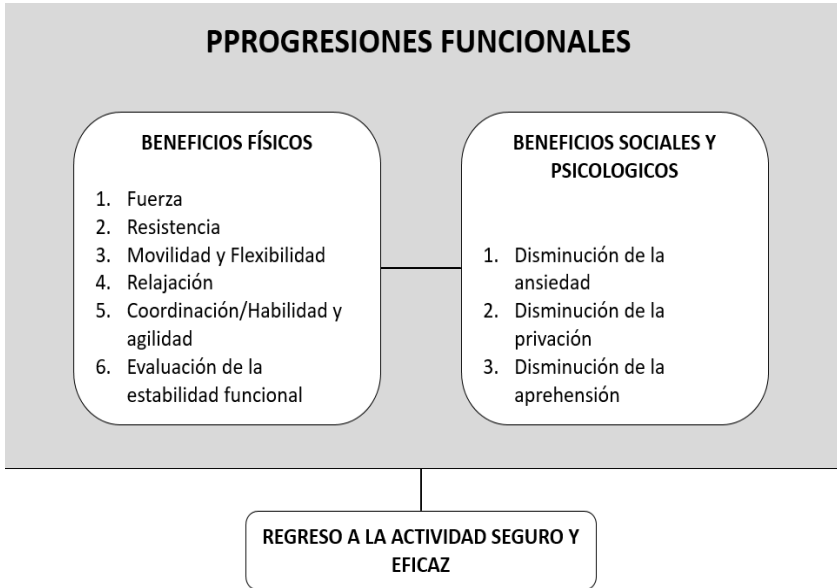 PPROGRESIONES FUNCIONALES
BENEFICIOS FÍSICOS
1. Fuerza
2. Resistencia
3. Movilidad y Flexibilidad
4. Relajación
5. Coordinación/Habilidad y
agilidad
6. Evaluación de la
estabilidad funcional
BENEFICIOS SOCIALES Y
PSICOLOGICOS
1. Disminución de la
ansiedad
2. Disminución de la
privación
3. Disminución de la
aprehensión
REGRESO A LA ACTIVIDAD SEGURO Y
EFICAZ